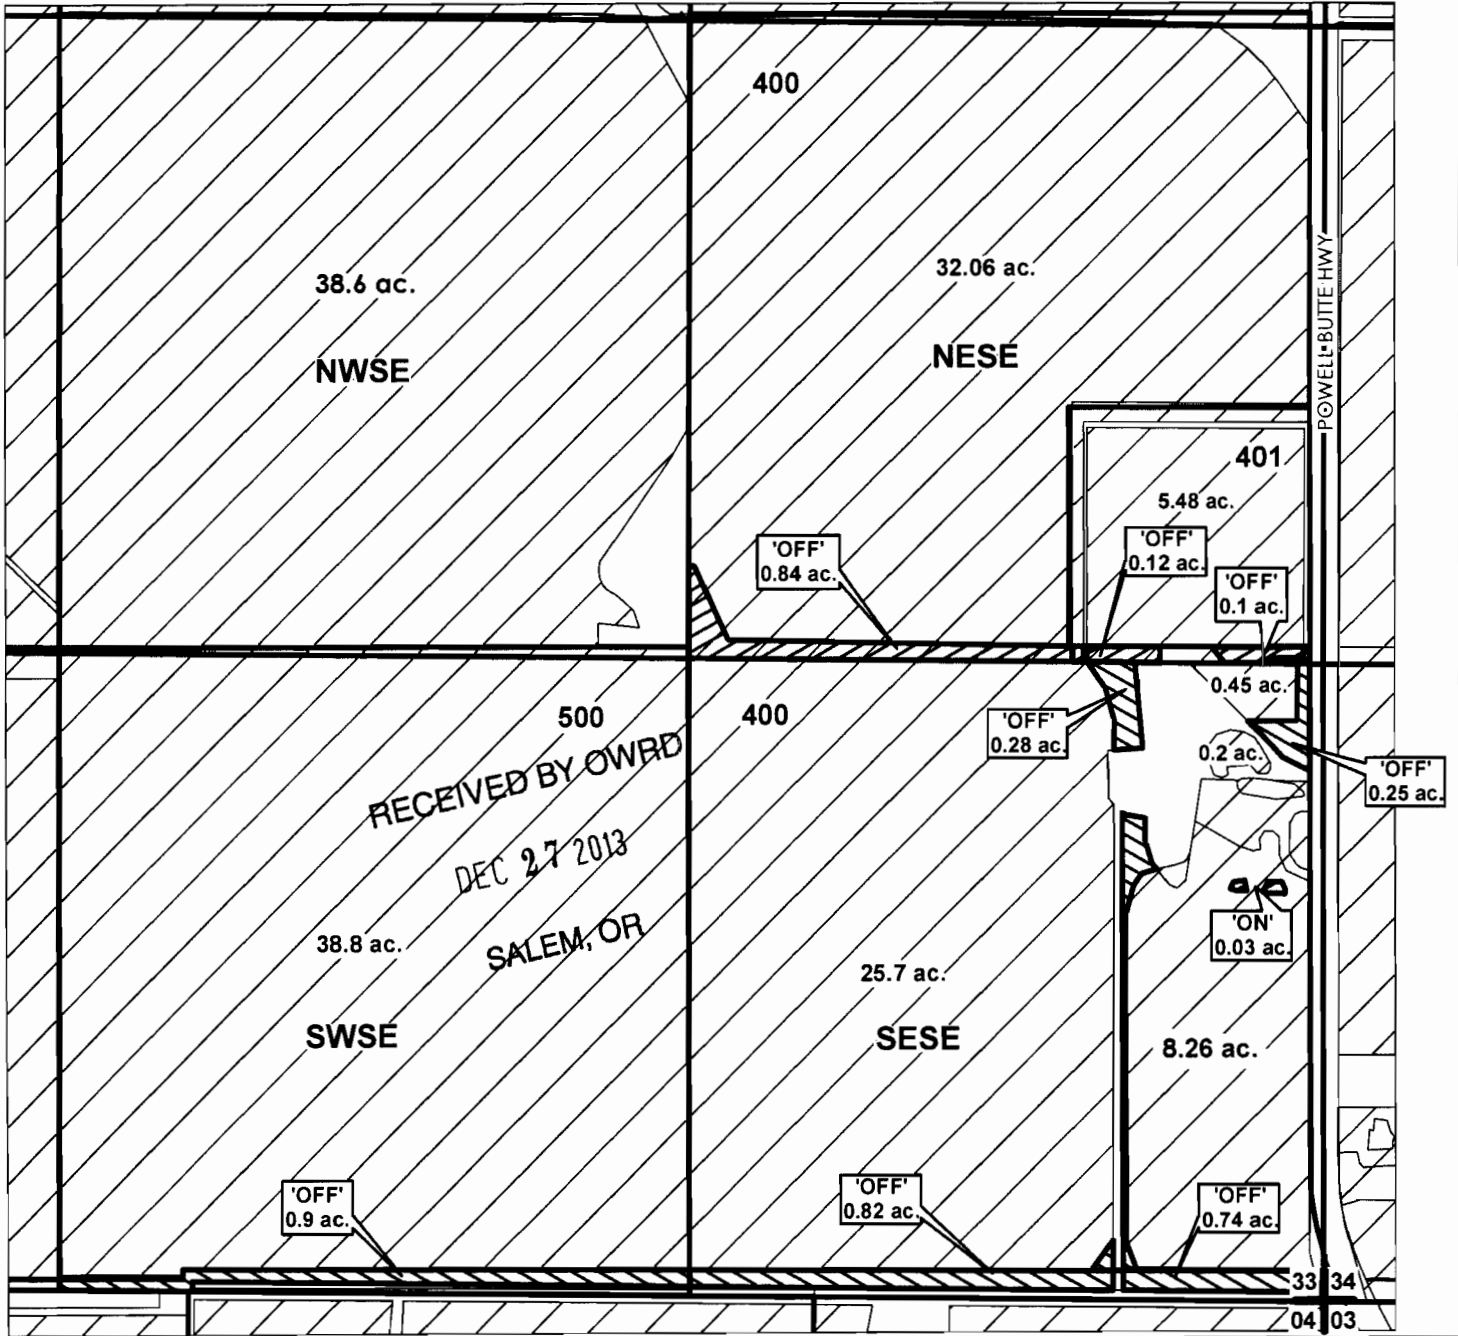 400
38.6 ac.
NWSE
32.06 ac.
NESE
POWELL BUTTE HWY
401
5.48 ac.
'OFF'
0.84 ac.
'OFF'
0.12 ac.
'OFF'
0.1 ac.
500
400
'OFF'
0.28 ac.
0.45 ac.
0.2 ac.
'OFF'
0.25 ac.
RECEIVED BY OWRD
DEC 27 2013
SALEM, OR
38.8 ac.
SWSE
25.7 ac.
SESE
'ON'
0.03 ac.
8.26 ac.
'OFF'
0.9 ac.
'OFF'
0.82 ac.
'OFF'
0.74 ac.
33 34
04 03